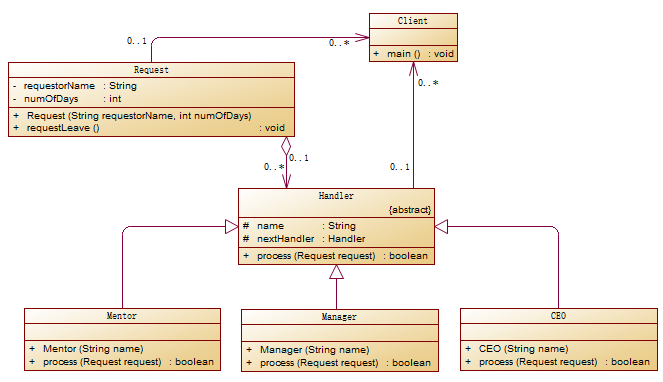 Client
+ main () : void
0..1
0..*
Request
- requestorName : String
- numOfDays : int
+ Request (String requestorName, int numOfDays)
+ requestLeave () : void
0..*
0..1
0..*
0..1
Handler
{abstract}
# name : String
# nextHandler : Handler
+ process (Request request) : boolean
Mentor
+ Mentor (String name)
+ process (Request request) : boolean
Manager
+ Manager (String name)
+ process (Request request) : boolean
CEO
+ CEO (String name)
+ process (Request request) : boolean